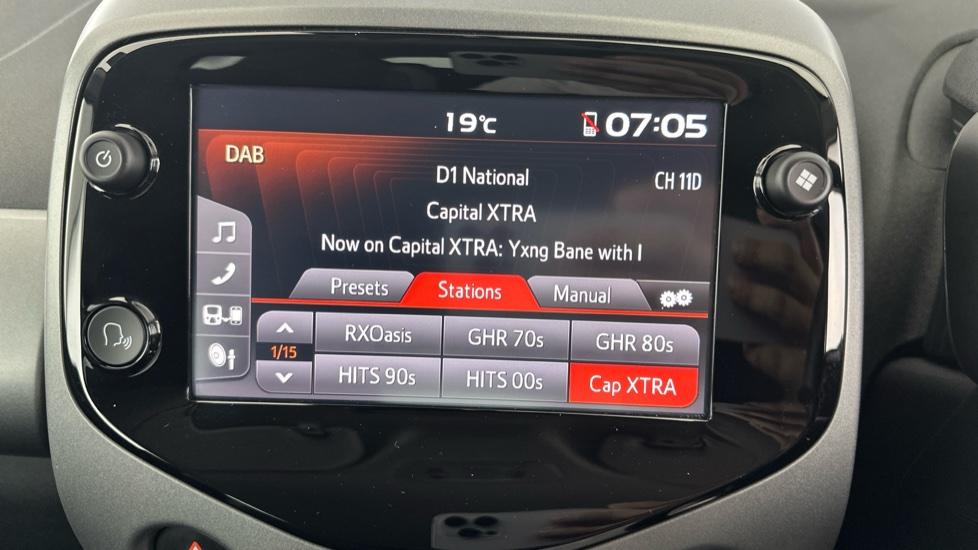 19℃ 07:05
DAB
D1 National CH 11D
Capital XTRA
Now on Capital XTRA: Yxng Bane with I
Presets Stations Manual
RXOasis GHR 70s GHR 80s
1/15
HITS 90s HITS 00s Cap XTRA